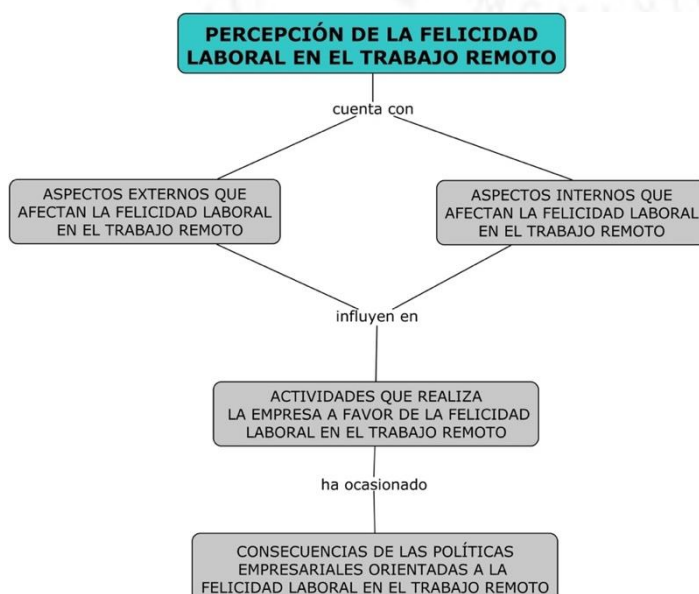 PERCEPCIÓN DE LA FELICIDAD
LABORAL EN EL TRABAJO REMOTO
cuenta con
ASPECTOS EXTERNOS QUE
AFECTAN LA FELICIDAD LABORAL
EN EL TRABAJO REMOTO
ASPECTOS INTERNOS QUE
AFECTAN LA FELICIDAD LABORAL
EN EL TRABAJO REMOTO
influyen en
ACTIVIDADES QUE REALIZA
LA EMPRESA A FAVOR DE LA FELICIDAD
LABORAL EN EL TRABAJO REMOTO
ha ocasionado
CONSECUENCIAS DE LAS POLÍTICAS
EMPRESARIALES ORIENTADAS A LA
FELICIDAD LABORAL EN EL TRABAJO REMOTO